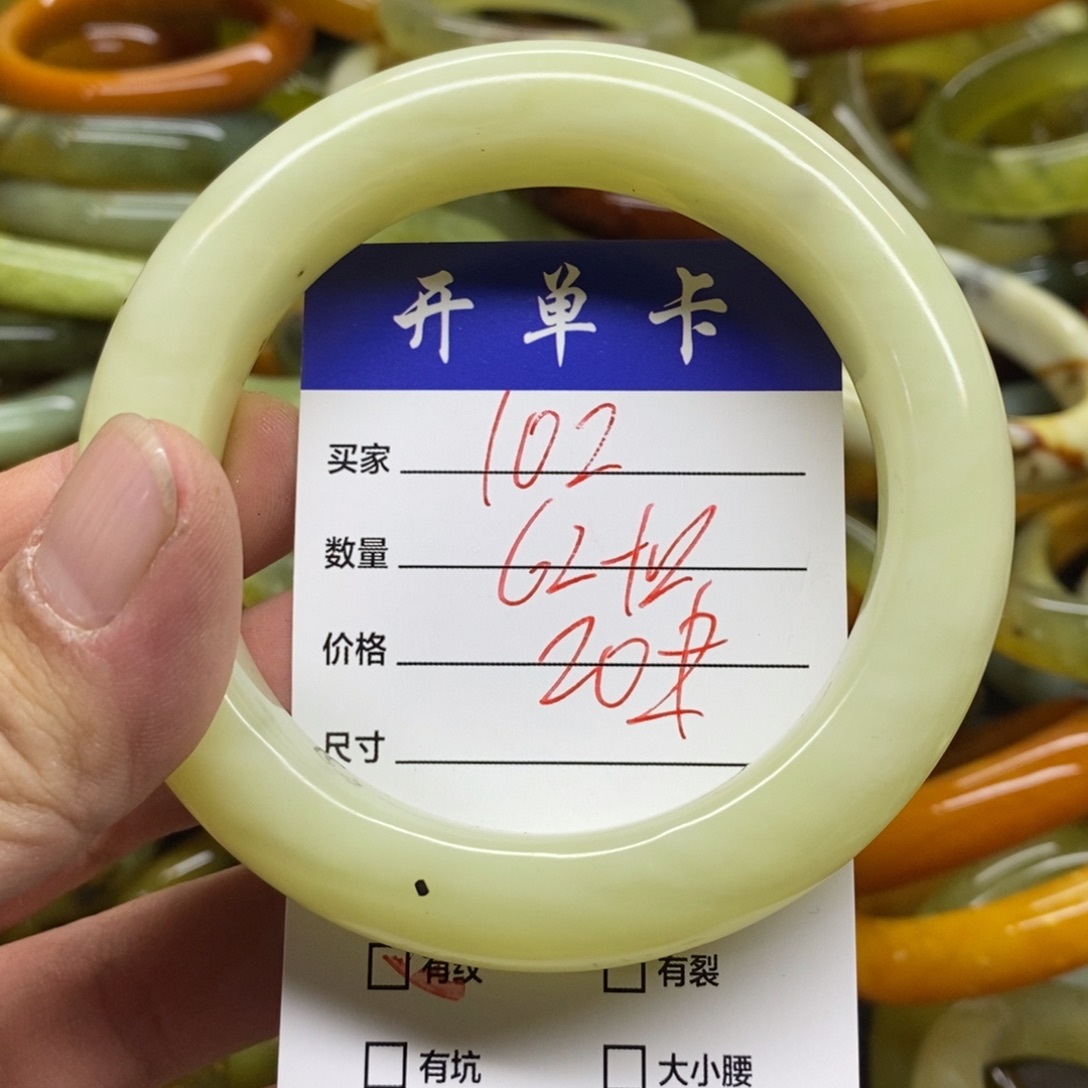 开单卡
买家 102
数量 62
价格 20
尺寸
有纹 有裂
有坑 大小腰